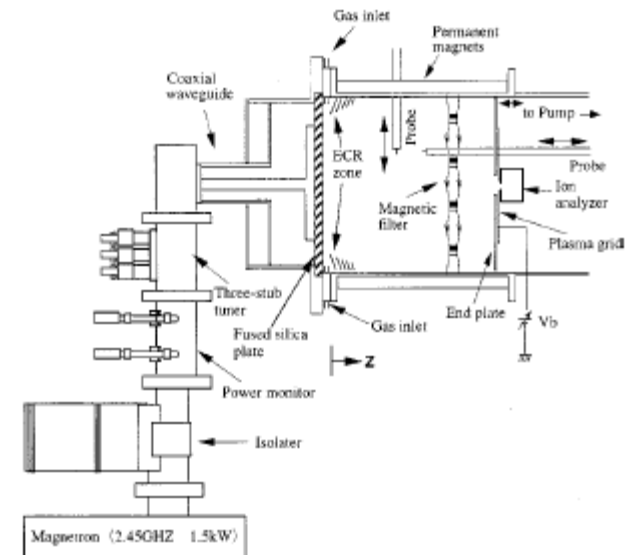 Gas inlet
Permanent
magnets
Coaxial
waveguide
to Pump
Probe
ECR
zone
Probe
Ion
analyzer
Magnetic
filter
Plasma grid
Three-stub
tuner
End plate
Vb
Fused silica
plate
Gas inlet
Z
Power monitor
Isolater
Magnetron (2.45GHZ 1.5kW)